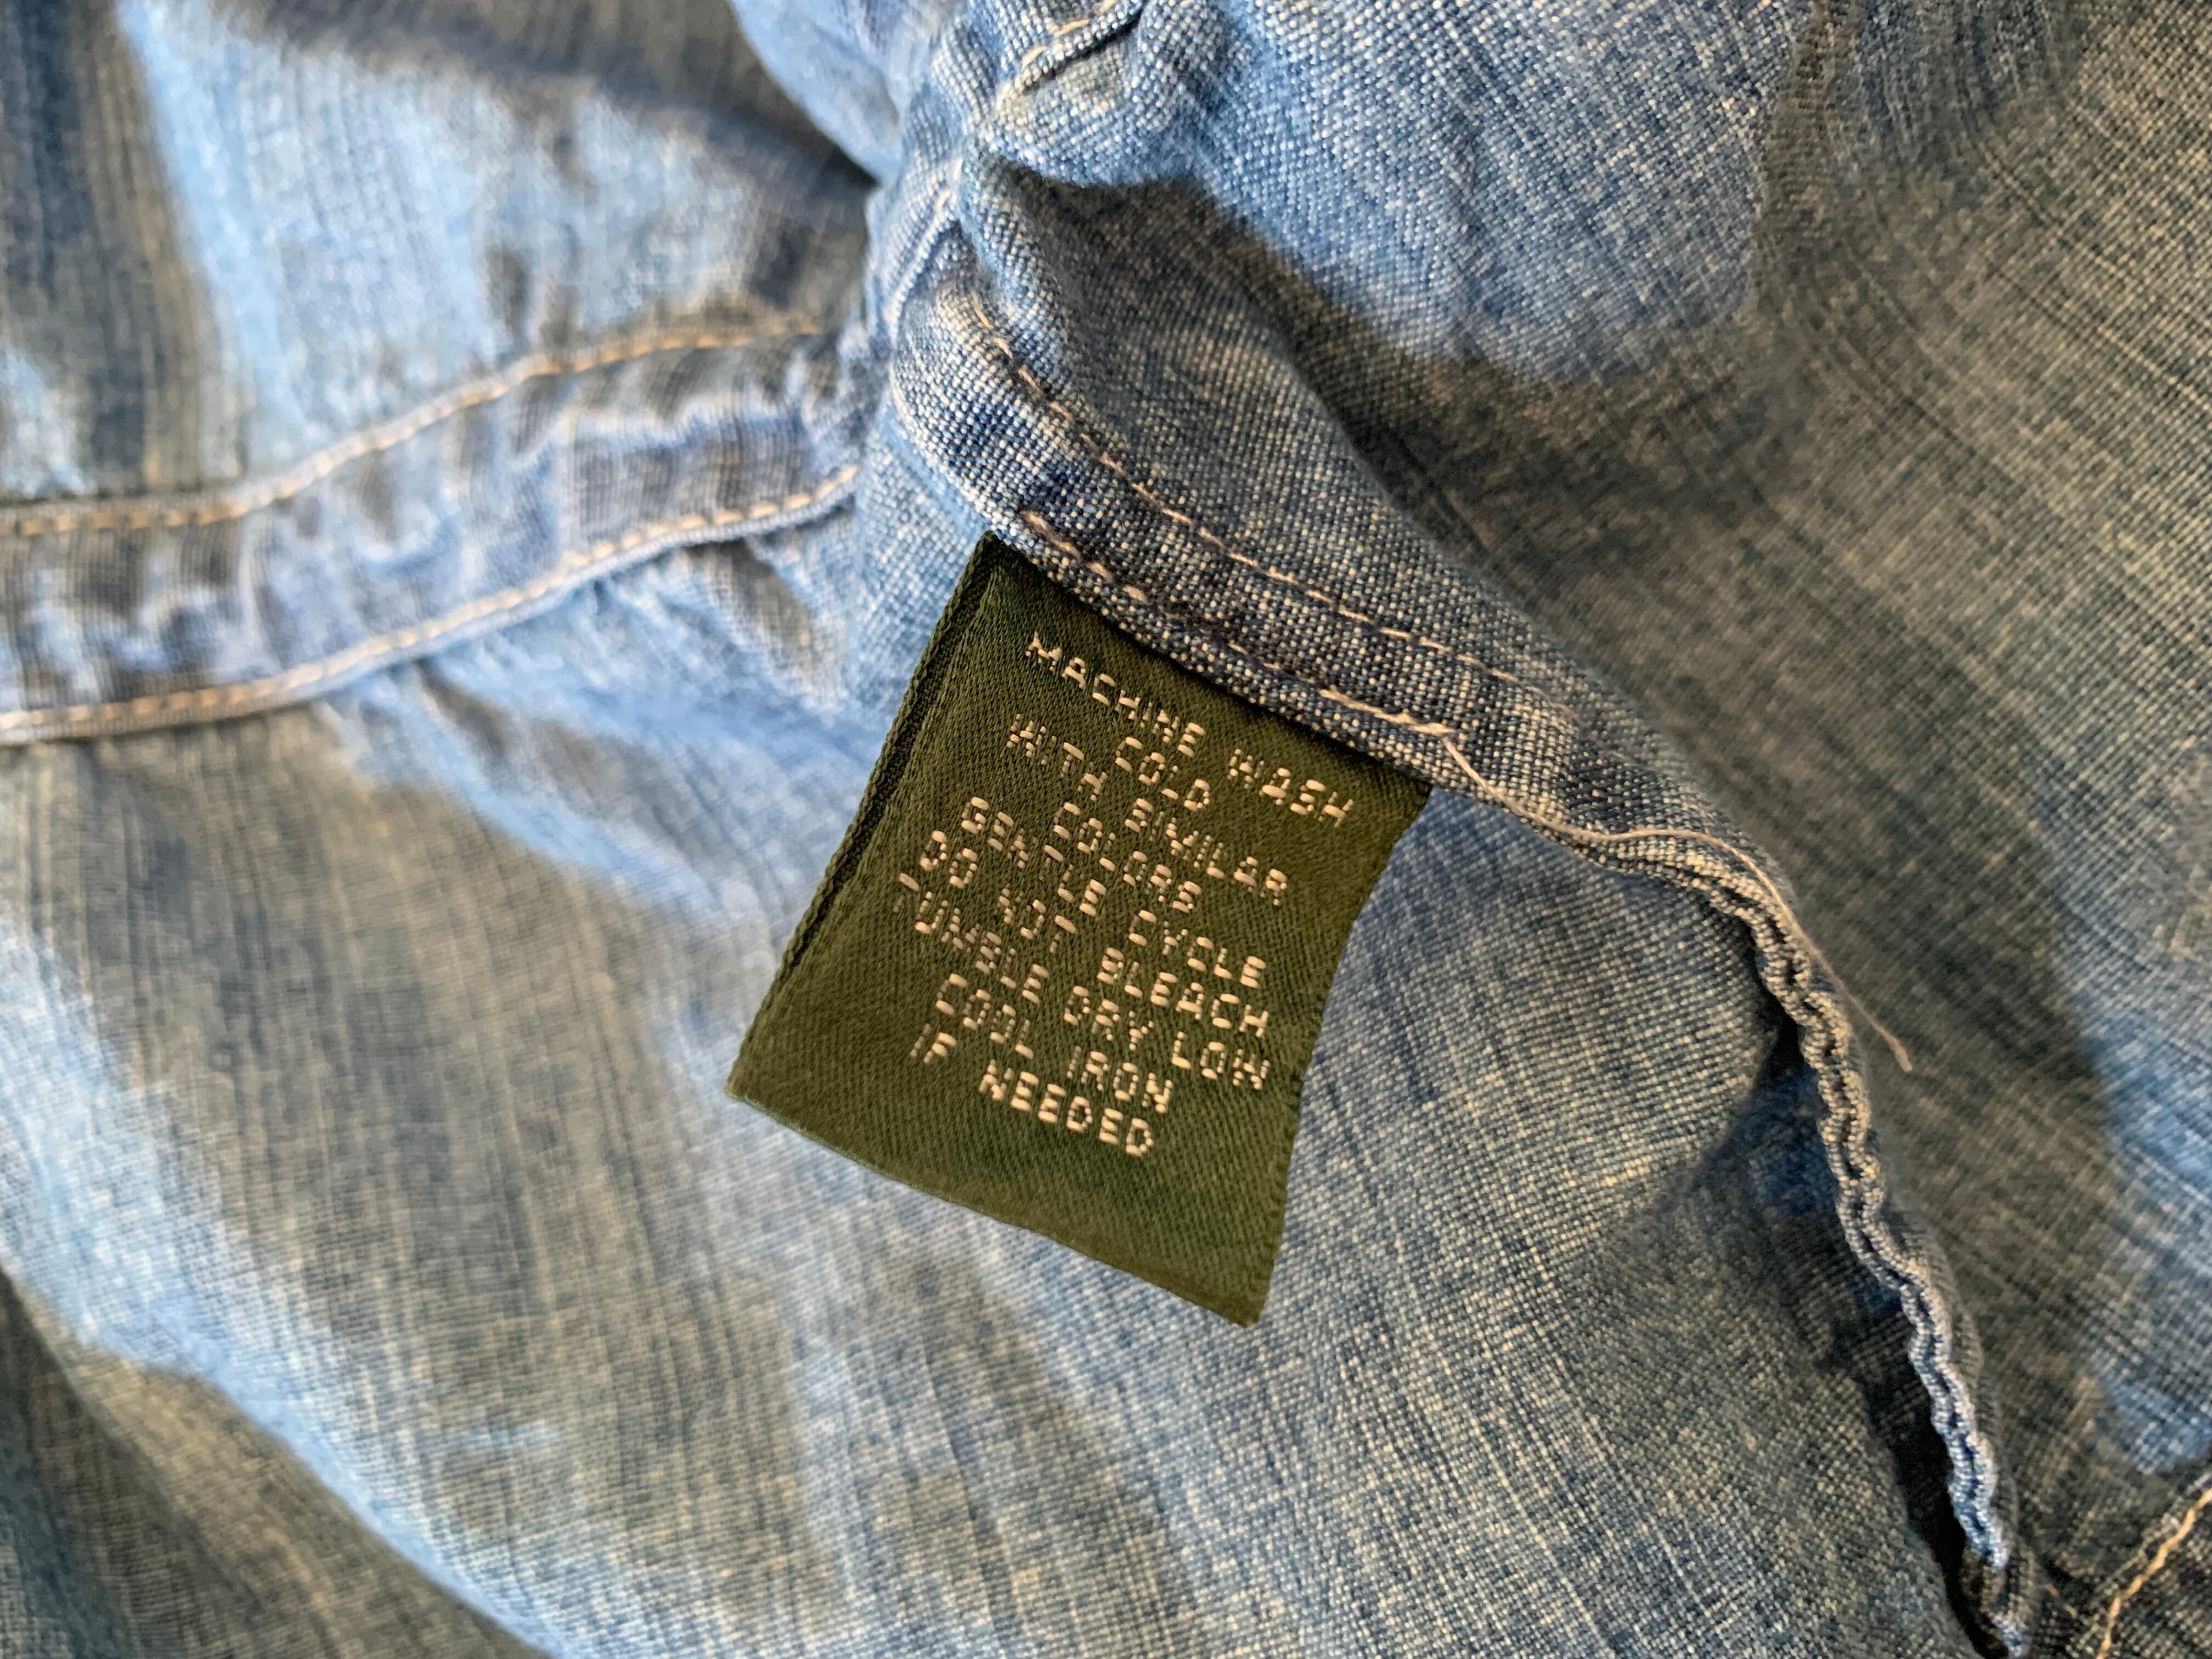 MACHINE WASH
COLD
WITH SIMILAR
COLORS
GENTLE CYCLE
DO NOT BLEACH
TUMBLE DRY LOW
COOL IRON
IF NEEDED